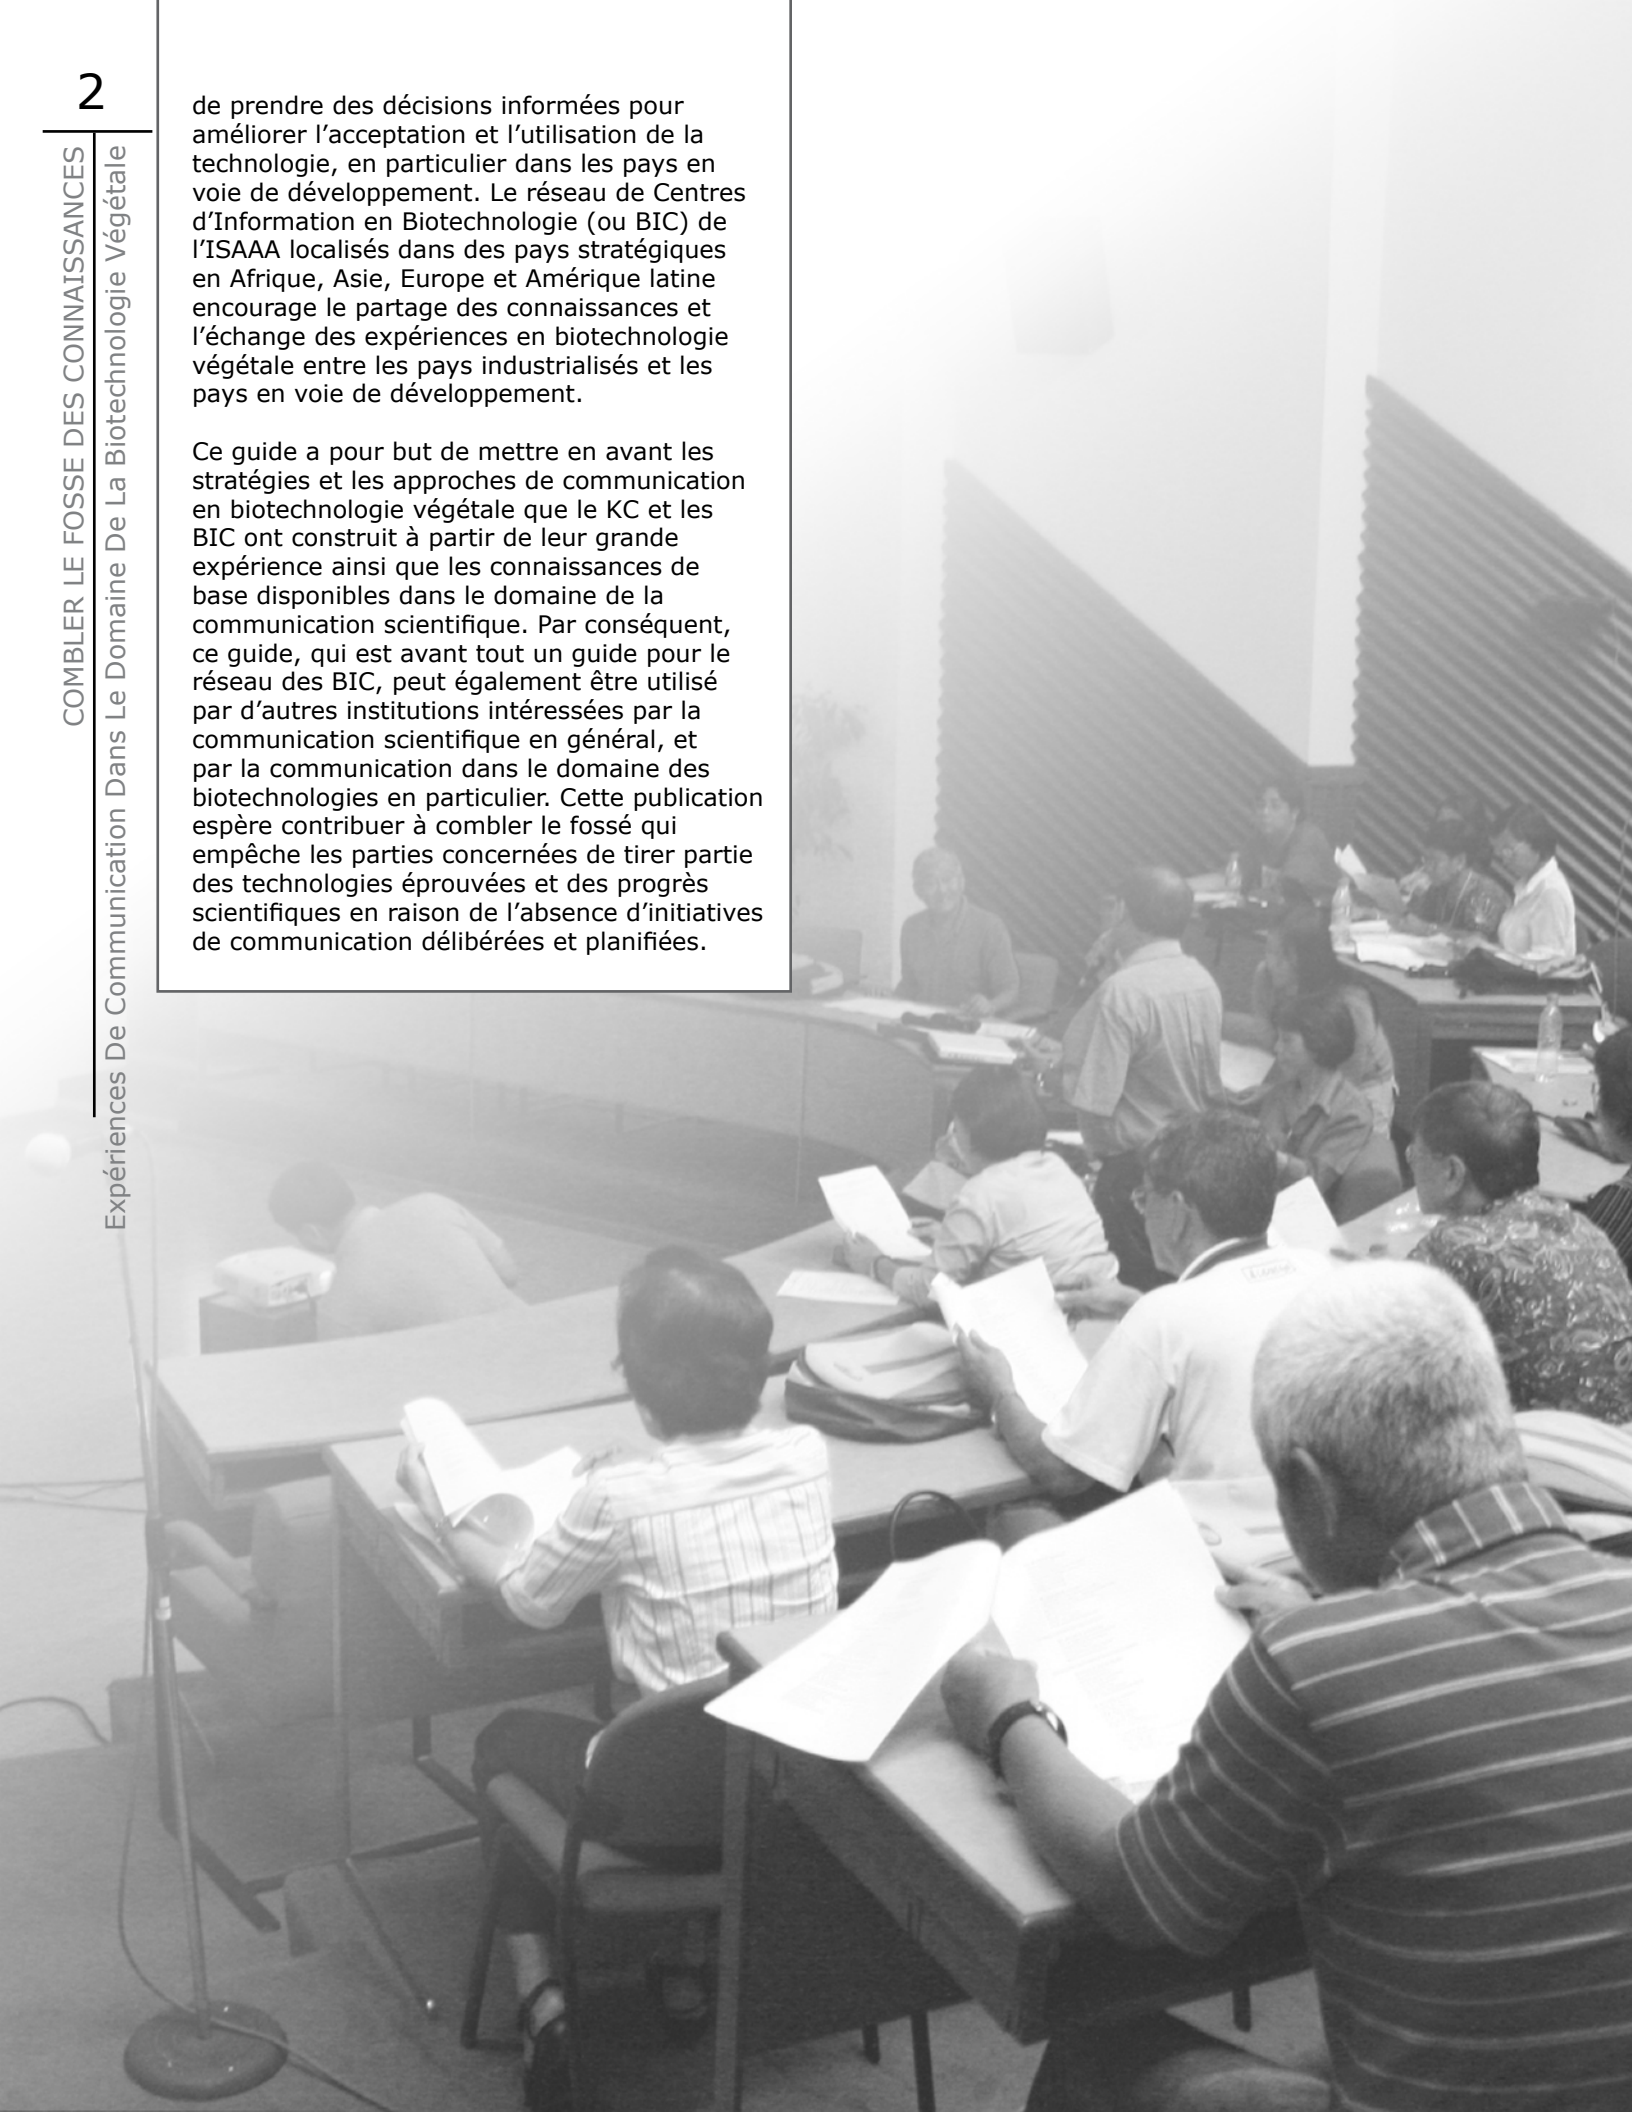 2
COMBLER LE FOSSE DES CONNAISSANCES
Expériences De Communication Dans Le Domaine De La Biotechnologie Végétale
de prendre des décisions informées pour
améliorer l’acceptation et l’utilisation de la
technologie, en particulier dans les pays en
voie de développement. Le réseau de Centres
d’Information en Biotechnologie (ou BIC) de
l’ISAAA localisés dans des pays stratégiques
en Afrique, Asie, Europe et Amérique latine
encourage le partage des connaissances et
l’échange des expériences en biotechnologie
végétale entre les pays industrialisés et les
pays en voie de développement.
Ce guide a pour but de mettre en avant les
stratégies et les approches de communication
en biotechnologie végétale que le KC et les
BIC ont construit à partir de leur grande
expérience ainsi que les connaissances de
base disponibles dans le domaine de la
communication scientifique. Par conséquent,
ce guide, qui est avant tout un guide pour le
réseau des BIC, peut également être utilisé
par d’autres institutions intéressées par la
communication scientifique en général, et
par la communication dans le domaine des
biotechnologies en particulier. Cette publication
espère contribuer à combler le fossé qui
empêche les parties concernées de tirer partie
des technologies éprouvées et des progrès
scientifiques en raison de l’absence d’initiatives
de communication délibérées et planifiées.